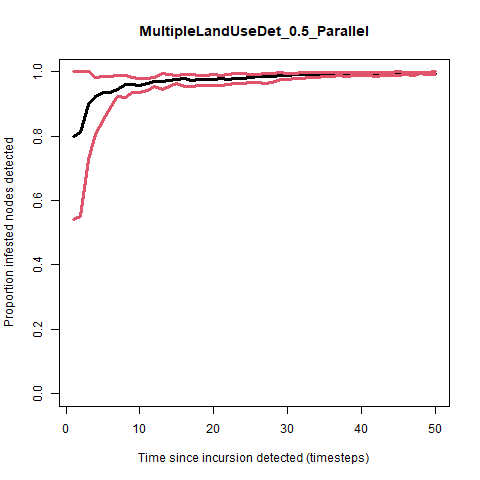 MultipleLandUseDet_0.5_Parallel
Proportion infested nodes detected
1.0
0.8
0.6
0.4
0.2
0.0
0 10 20 30 40 50
Time since incursion detected (timesteps)